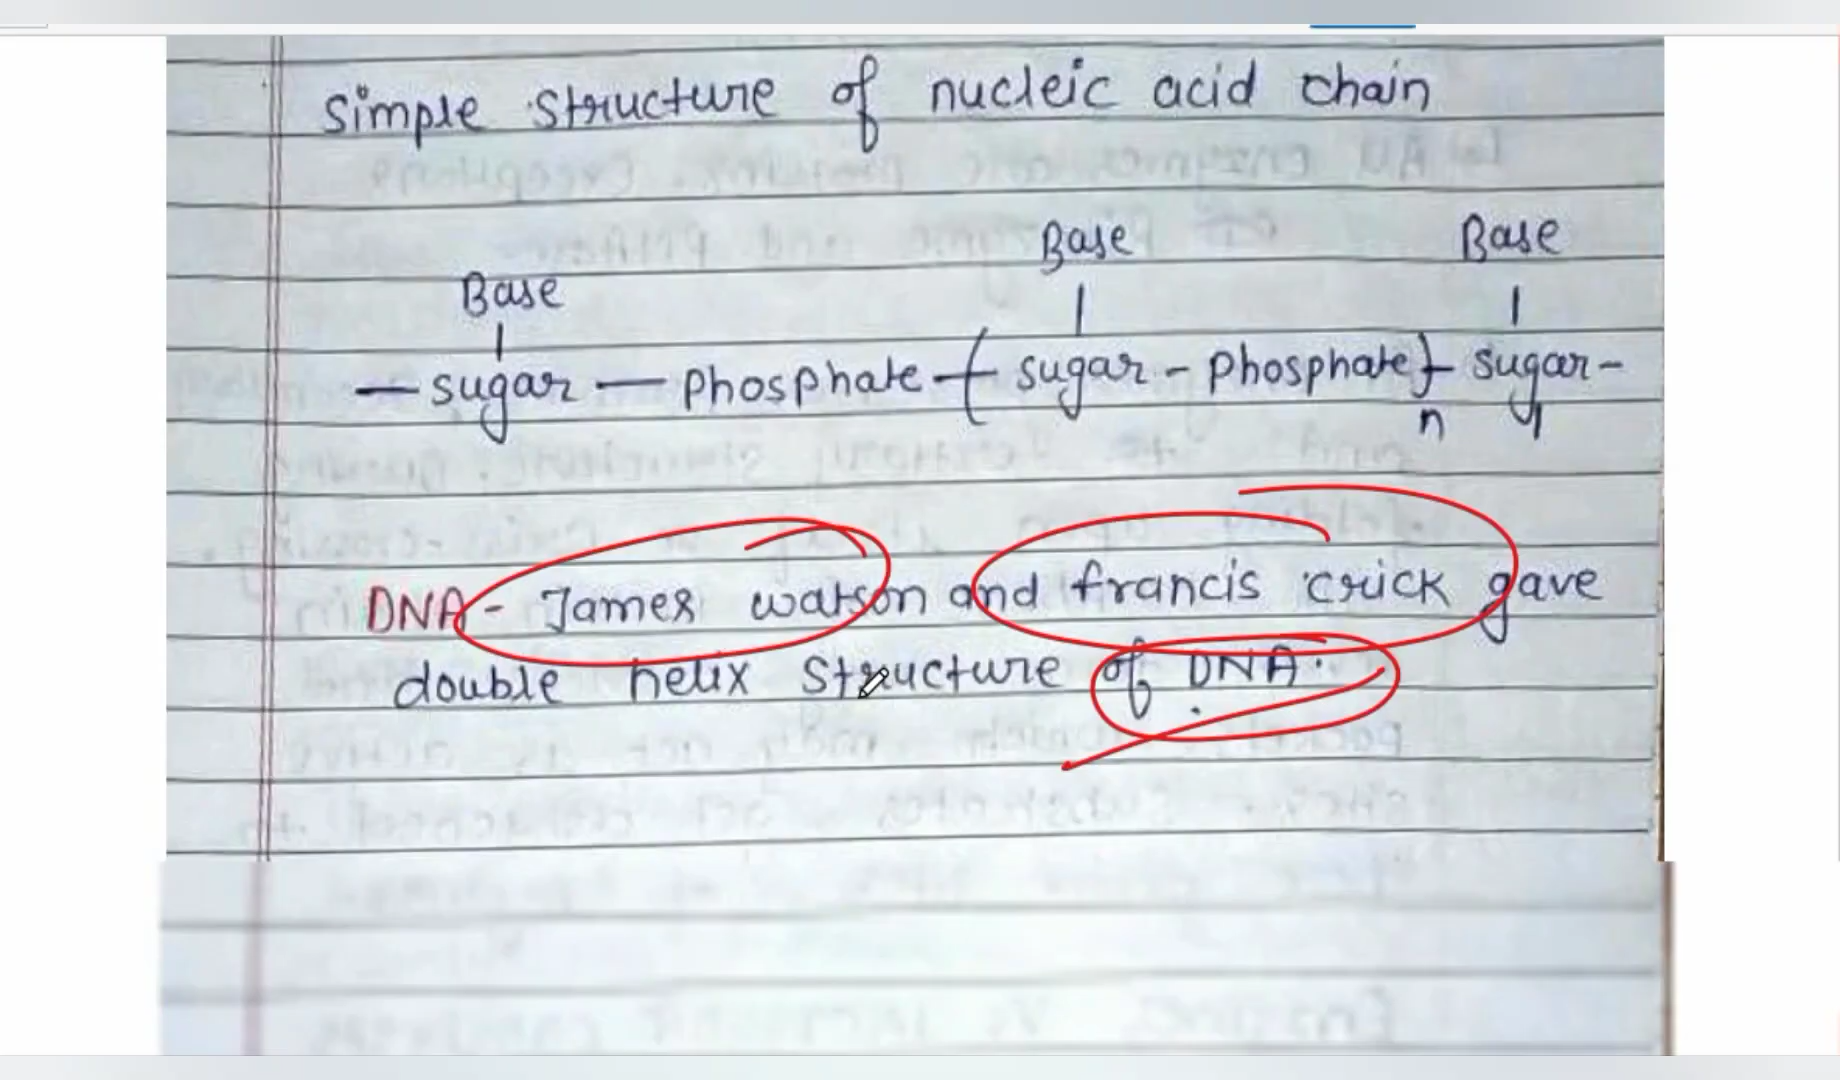 Simple structure of nucleic acid chain
Base Base Base
— sugar — Phosphate —( sugar - Phosphate )n - sugar -
DNA - James watson and francis crick gave
double helix structure of DNA.